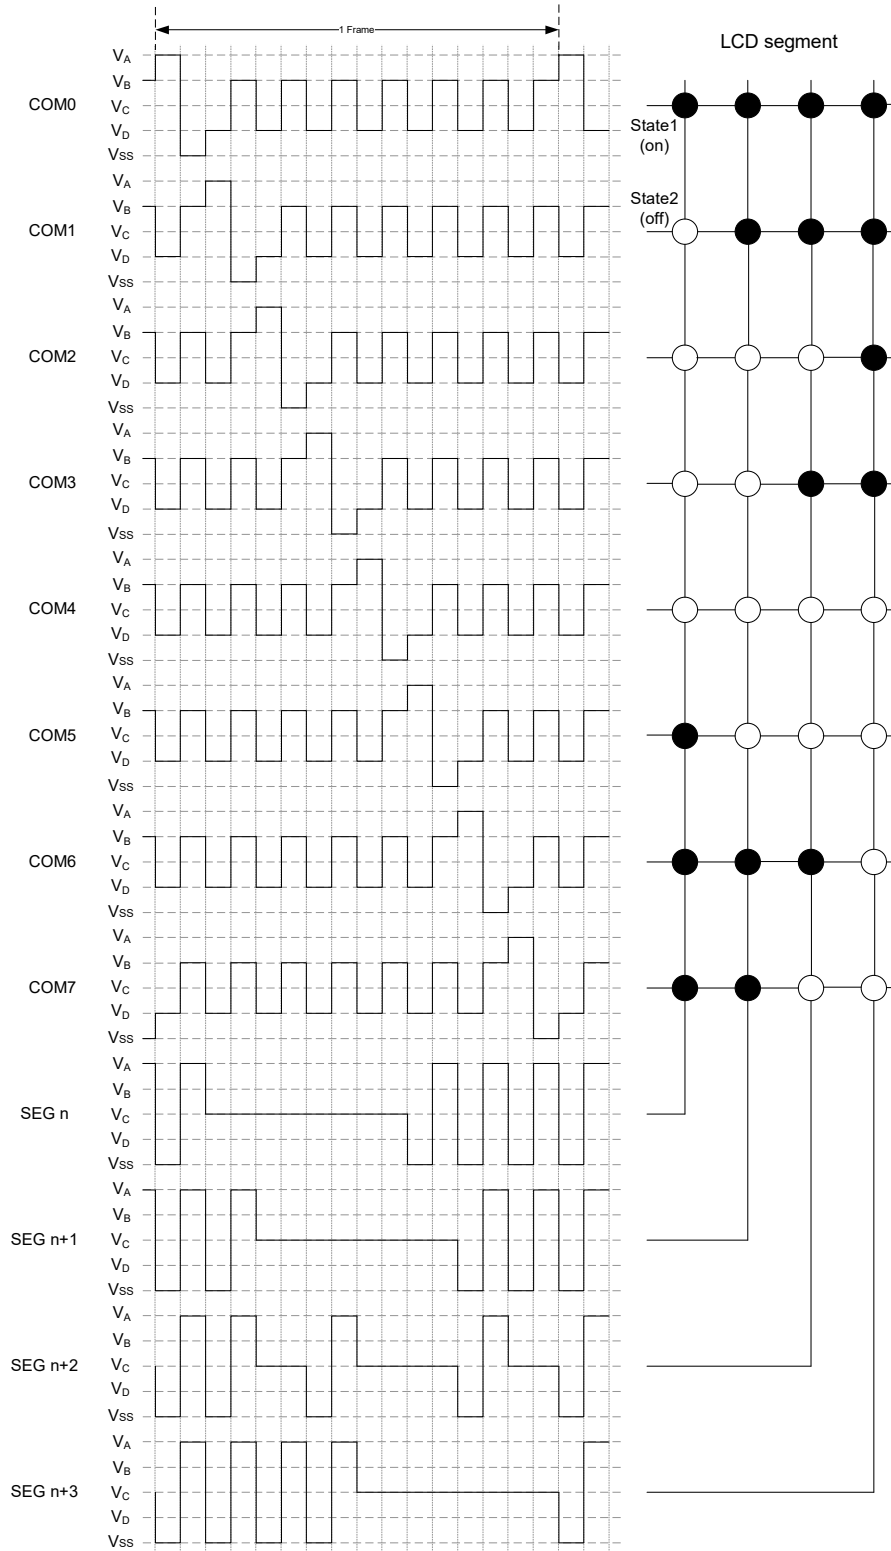 1 Frame
LCD segment
COM0
VA
VB
VC
VD
VSS
State1
(on)
COM1
VA
VB
VC
VD
VSS
State2
(off)
COM2
VA
VB
VC
VD
VSS
COM3
VA
VB
VC
VD
VSS
COM4
VA
VB
VC
VD
VSS
COM5
VA
VB
VC
VD
VSS
COM6
VA
VB
VC
VD
VSS
COM7
VA
VB
VC
VD
VSS
SEG n
VA
VB
VC
VD
VSS
SEG n+1
VA
VB
VC
VD
VSS
SEG n+2
VA
VB
VC
VD
VSS
SEG n+3
VA
VB
VC
VD
VSS